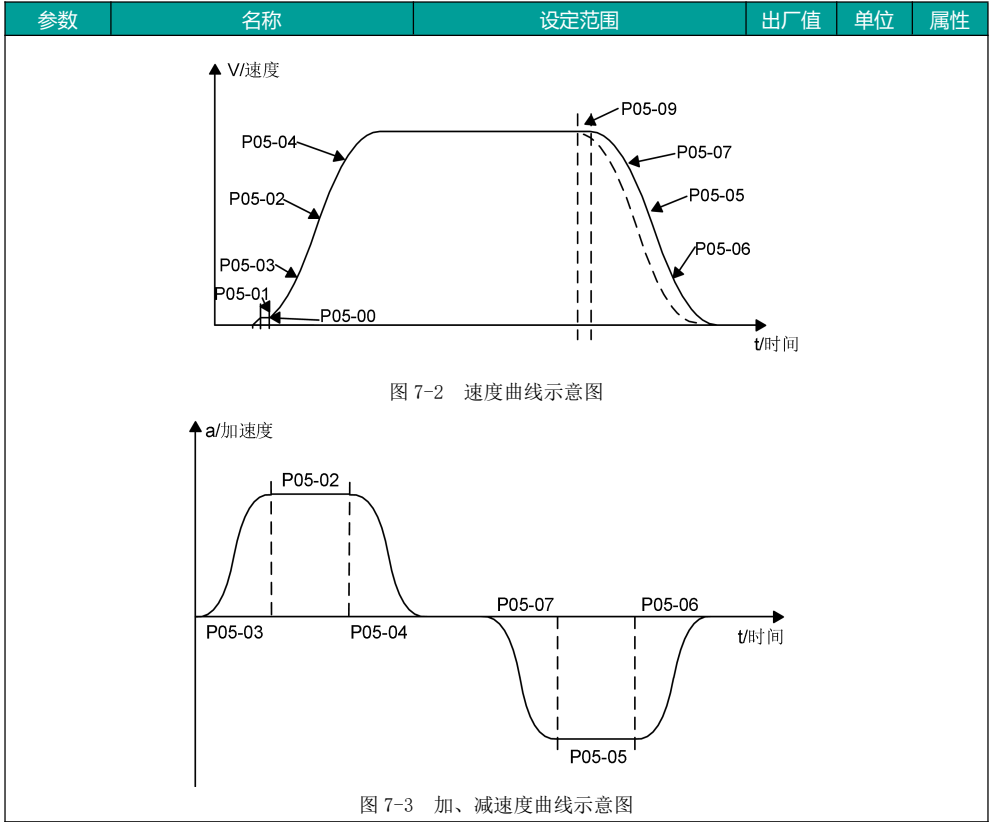 参数 名称 设定范围 出厂值 单位 属性
V/速度
P05-09
P05-04
P05-07
P05-02
P05-05
P05-03
P05-06
P05-01
P05-00
t/时间
图 7-2 速度曲线示意图
a/加速度
P05-02
P05-07 P05-06
P05-03 P05-04
t/时间
P05-05
图 7-3 加、减速度曲线示意图